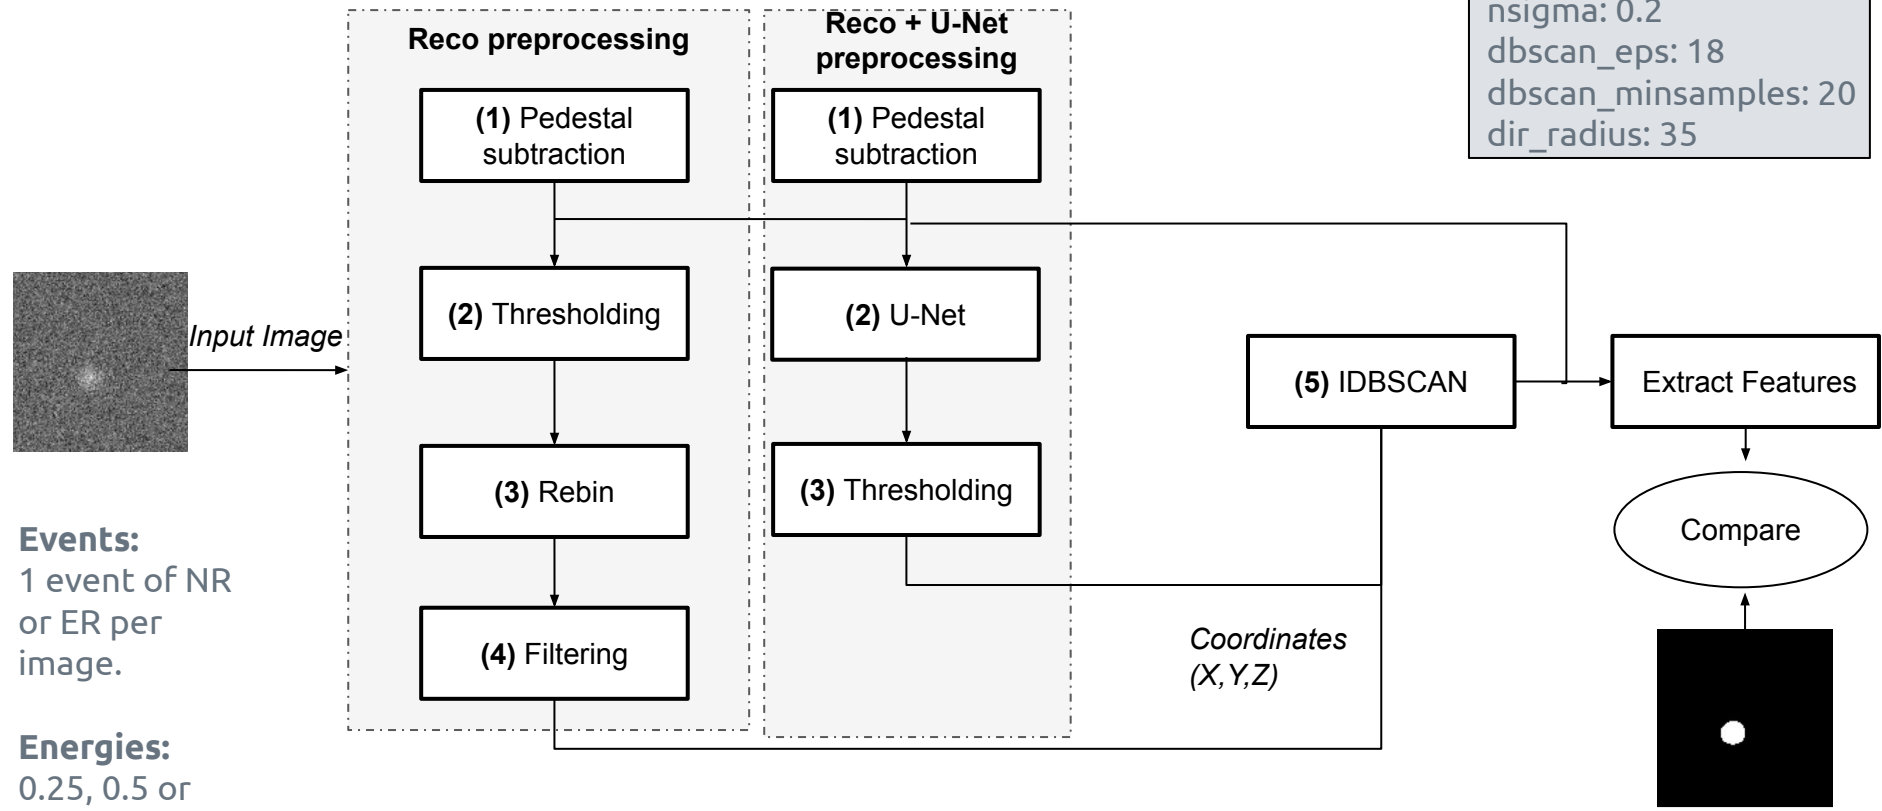 Reco preprocessing
Reco + U-Net
preprocessing
nsigma: 0.2
dbscan_eps: 18
dbscan_minsamples: 20
dir_radius: 35
(1) Pedestal
subtraction
(1) Pedestal
subtraction
Input Image
(2) Thresholding
(2) U-Net
(5) IDBSCAN
Extract Features
(3) Rebin
(3) Thresholding
Compare
(4) Filtering
Coordinates
(X,Y,Z)
Events:
1 event of NR
or ER per
image.
Energies:
0.25, 0.5 or